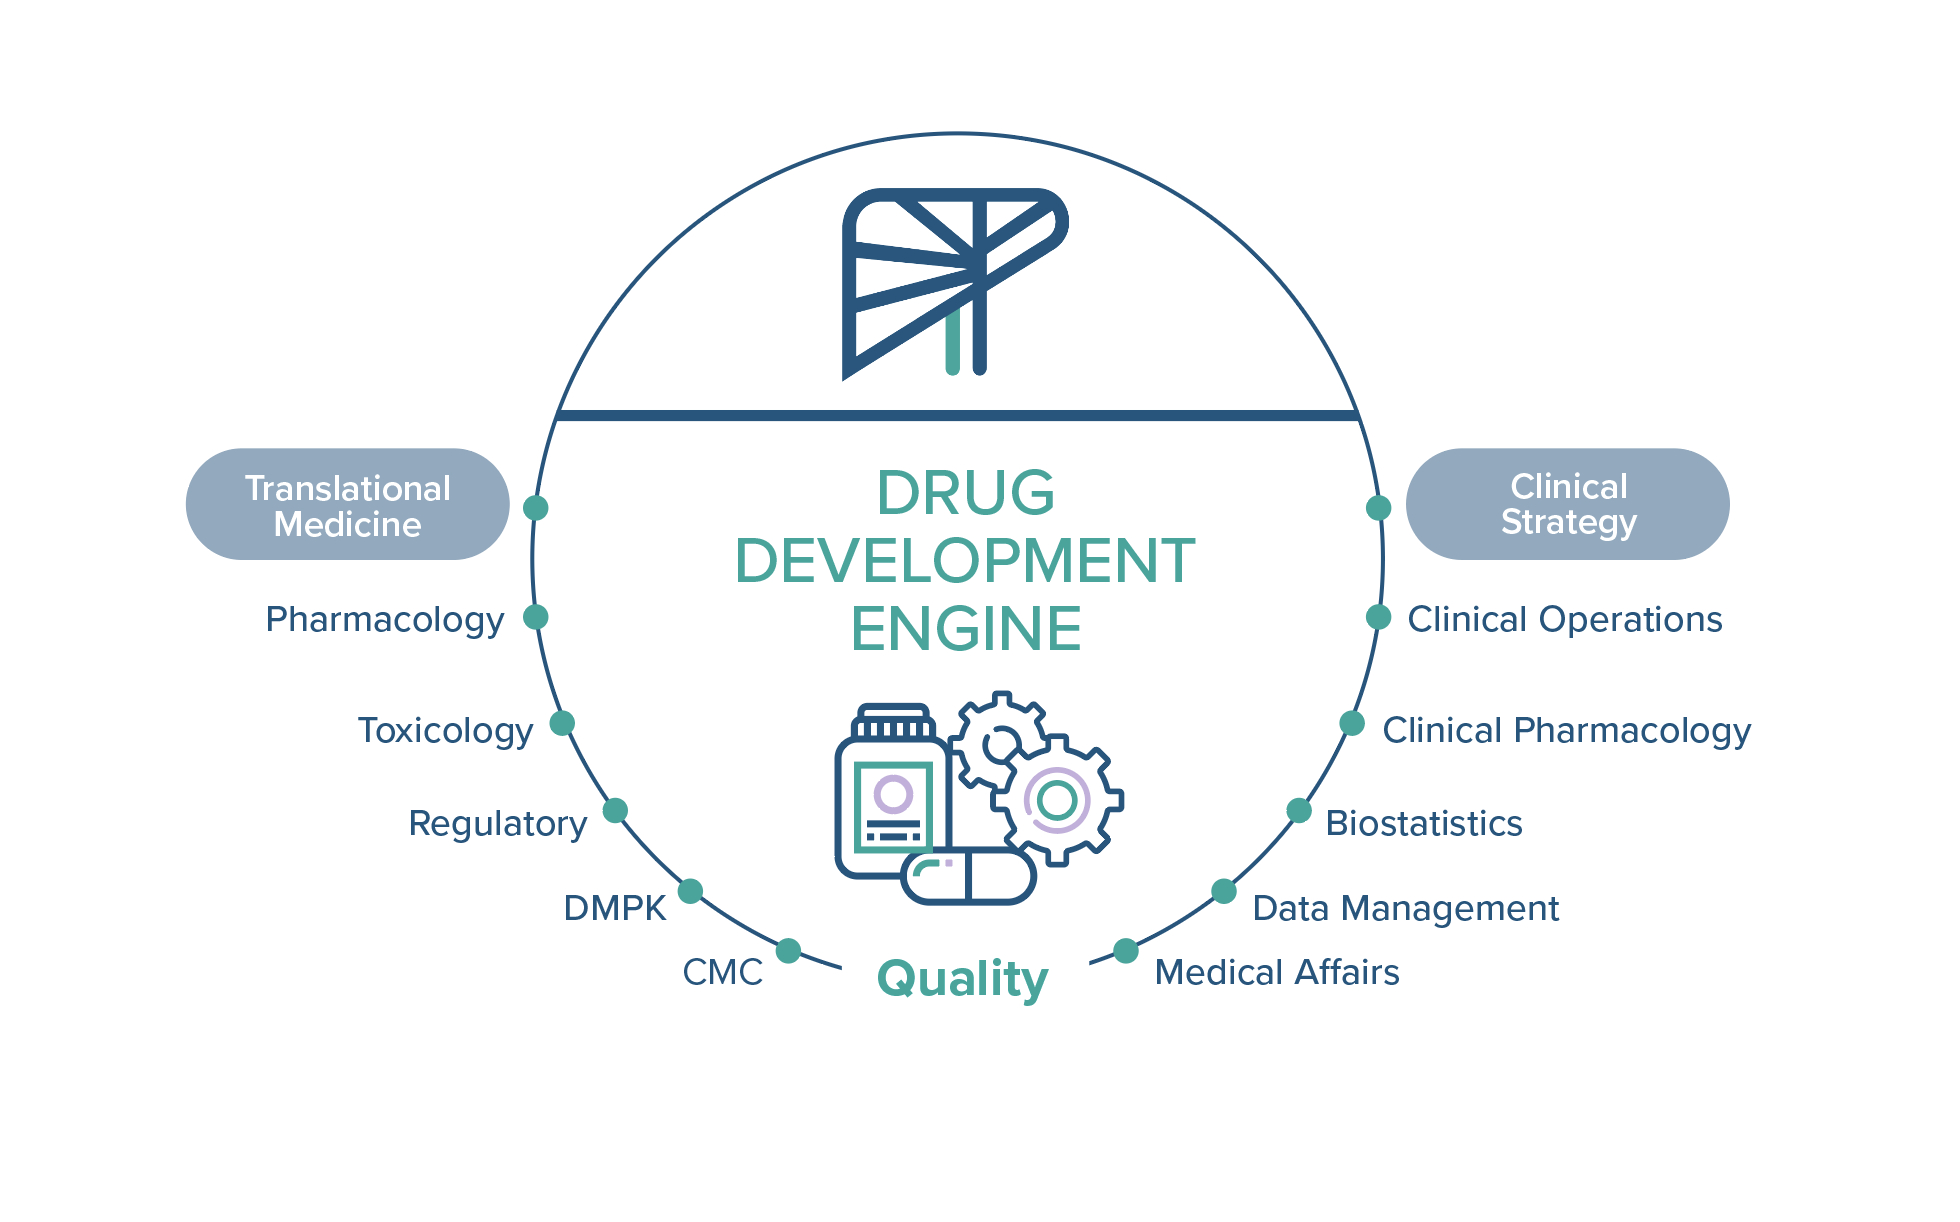 DRUG
DEVELOPMENT
ENGINE
Quality
Translational
Medicine
Pharmacology
Toxicology
Regulatory
DMPK
CMC
Clinical
Strategy
Clinical Operations
Clinical Pharmacology
Biostatistics
Data Management
Medical Affairs